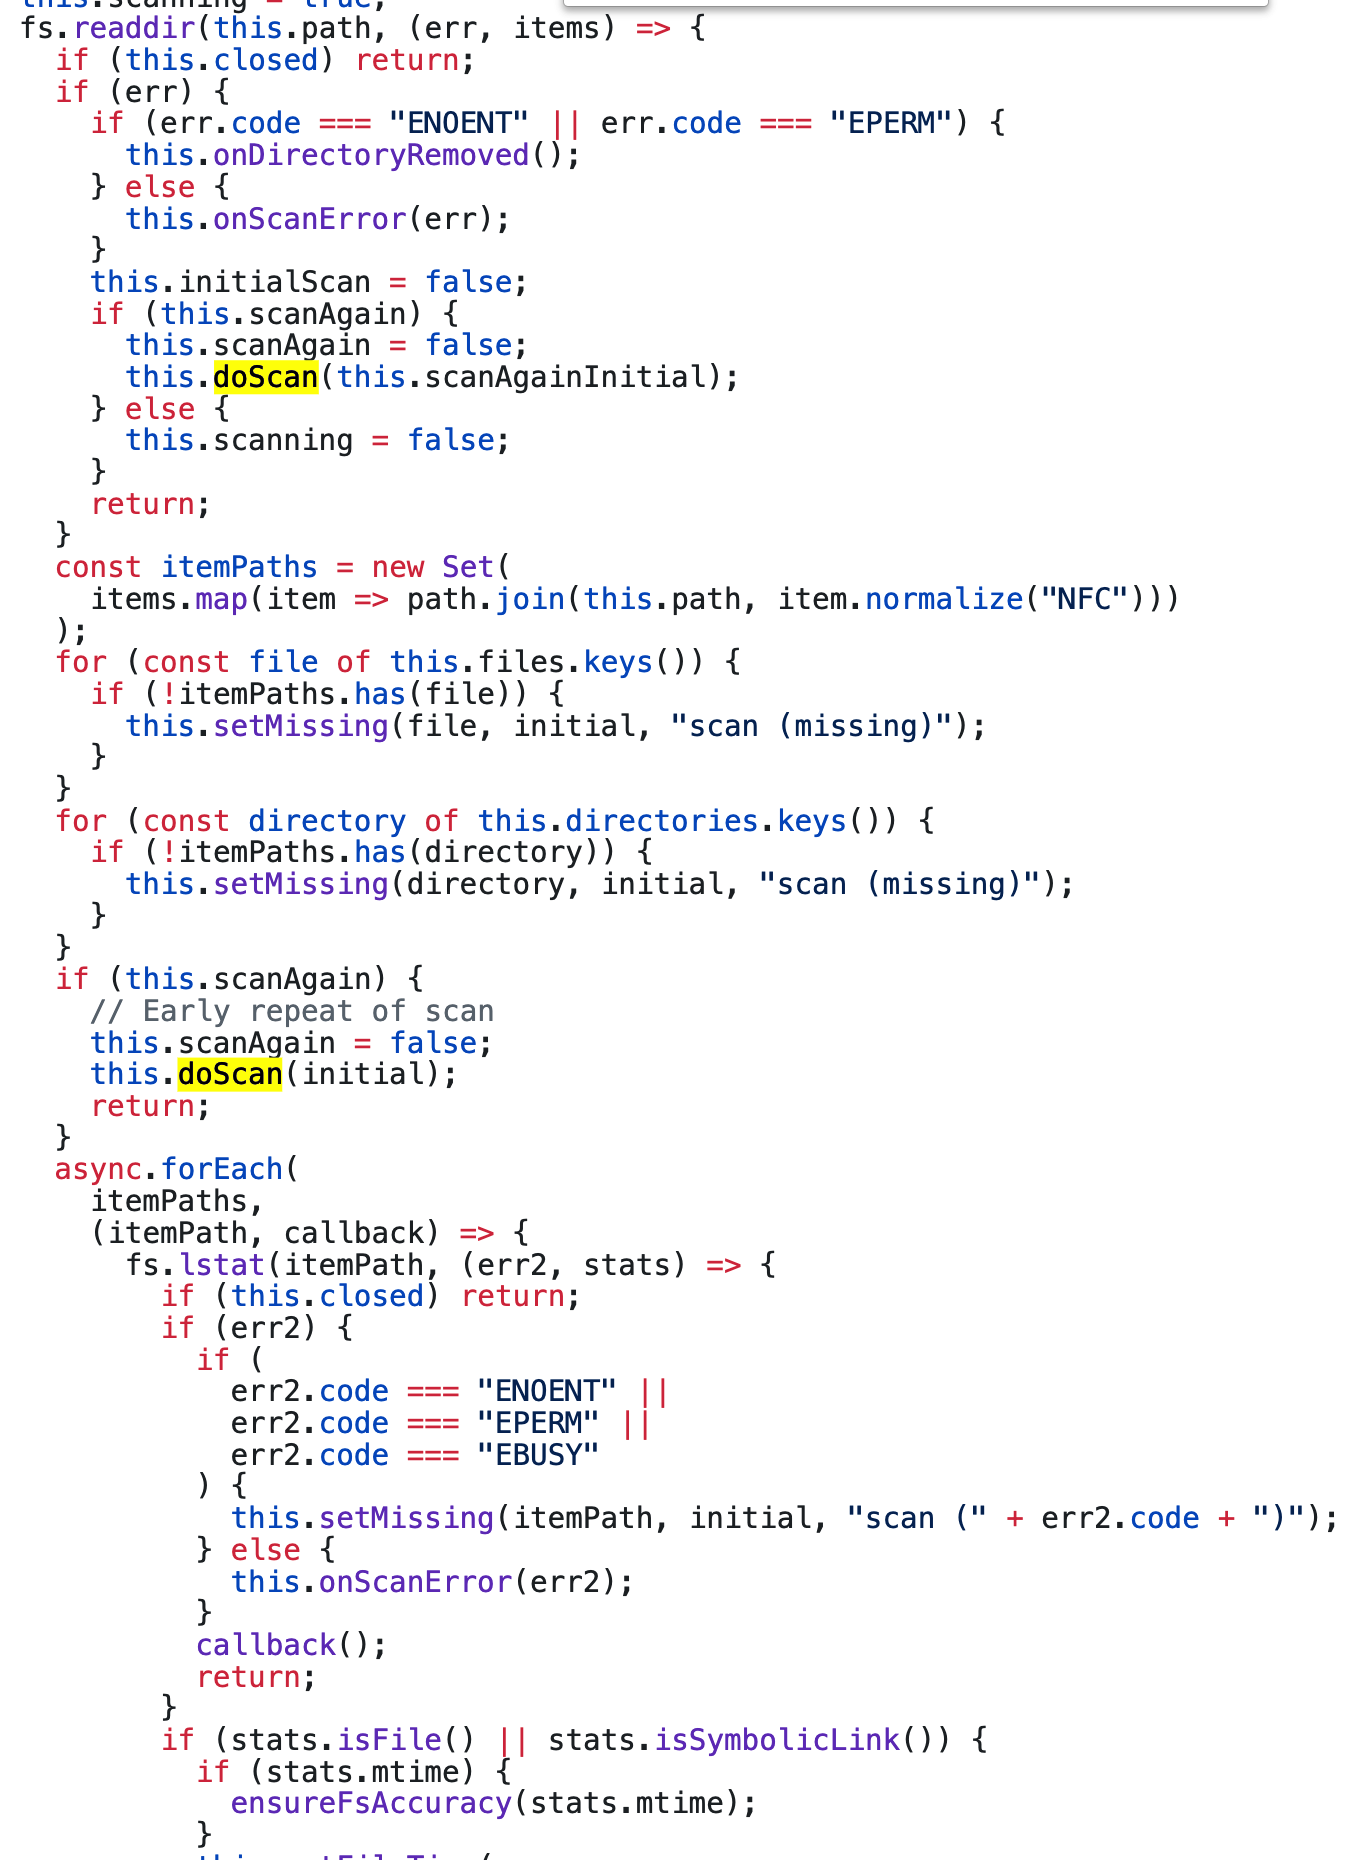 this.scanning = true;
fs.readdir(this.path, (err, items) => {
  if (this.closed) return;
  if (err) {
    if (err.code === "ENOENT" || err.code === "EPERM") {
      this.onDirectoryRemoved();
    } else {
      this.onScanError(err);
    }
    this.initialScan = false;
    if (this.scanAgain) {
      this.scanAgain = false;
      this.doScan(this.scanAgainInitial);
    } else {
      this.scanning = false;
    }
    return;
  }
  const itemPaths = new Set(
    items.map(item => path.join(this.path, item.normalize("NFC")))
  );
  for (const file of this.files.keys()) {
    if (!itemPaths.has(file)) {
      this.setMissing(file, initial, "scan (missing)");
    }
  }
  for (const directory of this.directories.keys()) {
    if (!itemPaths.has(directory)) {
      this.setMissing(directory, initial, "scan (missing)");
    }
  }
  if (this.scanAgain) {
    // Early repeat of scan
    this.scanAgain = false;
    this.doScan(initial);
    return;
  }
  async.forEach(
    itemPaths,
    (itemPath, callback) => {
      fs.lstat(itemPath, (err2, stats) => {
        if (this.closed) return;
        if (err2) {
          if (
            err2.code === "ENOENT" ||
            err2.code === "EPERM" ||
            err2.code === "EBUSY"
          ) {
            this.setMissing(itemPath, initial, "scan (" + err2.code + ")");
          } else {
            this.onScanError(err2);
          }
          callback();
          return;
        }
        if (stats.isFile() || stats.isSymbolicLink()) {
          if (stats.mtime) {
            ensureFsAccuracy(stats.mtime);
          }